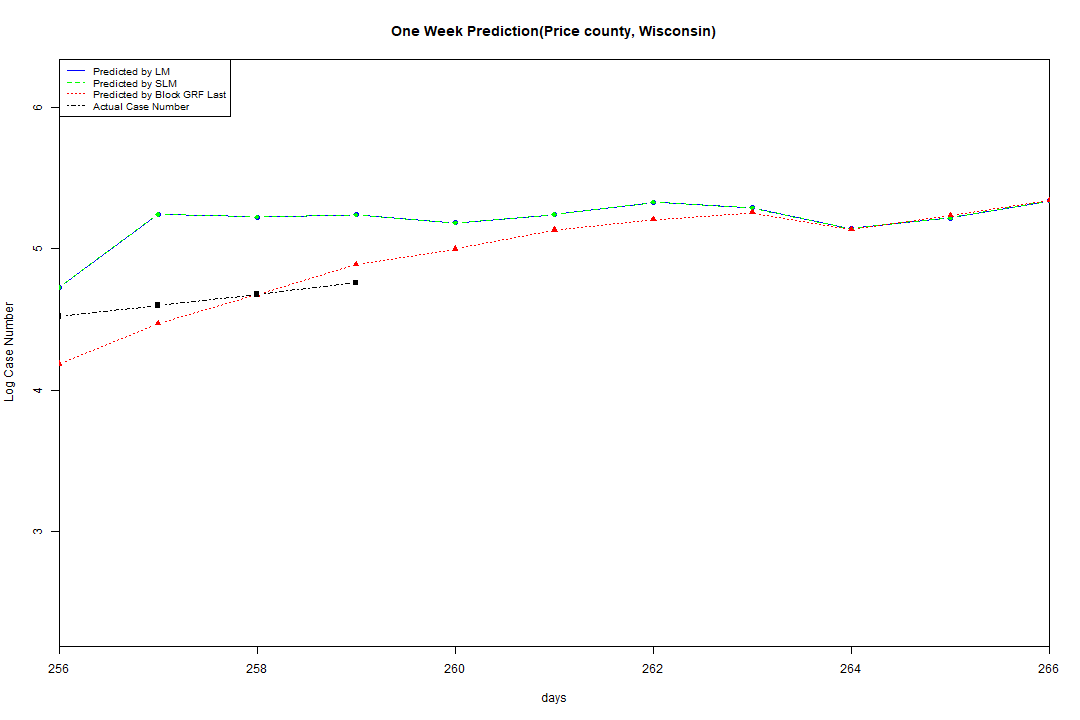 One Week Prediction(Price county, Wisconsin)
Predicted by LM
Predicted by SLM
Predicted by Block GRF Last
Actual Case Number
6
5
4
3
Log Case Number
256 258 260 262 264 266
days